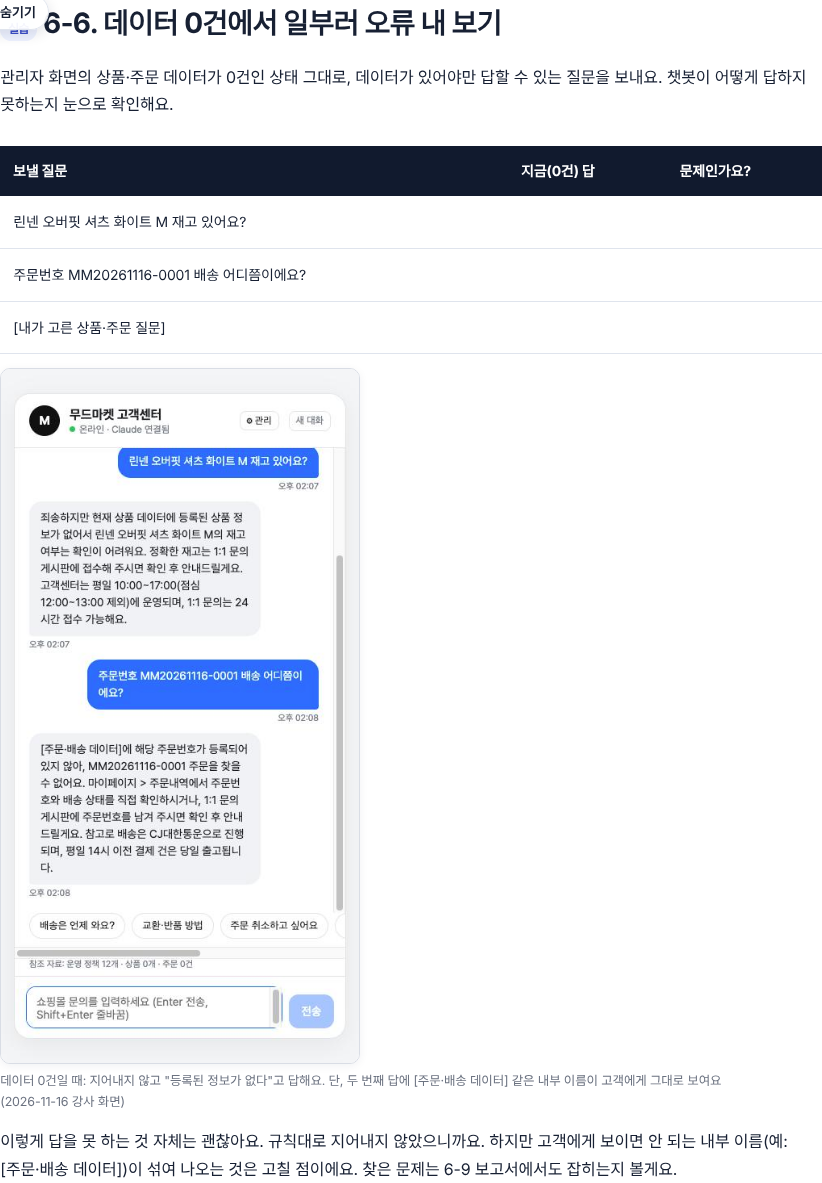 숨기기
6-6. 데이터 0건에서 일부러 오류 내 보기
관리자 화면의 상품·주문 데이터가 0건인 상태 그대로, 데이터가 있어야만 답할 수 있는 질문을 보내요. 챗봇이 어떻게 답하지
못하는지 눈으로 확인해요.
보낼 질문 지금(0건) 답 문제인가요?
린넨 오버핏 셔츠 화이트 M 재고 있어요?
주문번호 MM20261116-0001 배송 어디쯤이에요?
[내가 고른 상품·주문 질문]
M 무드마켓 고객센터 관리 새 대화
온라인 · Claude 연결됨
린넨 오버핏 셔츠 화이트 M 재고 있어요?
오후 02:07
죄송하지만 현재 상품 데이터에 등록된 상품 정
보가 없어서 린넨 오버핏 셔츠 화이트 M의 재고
여부는 확인이 어려워요. 정확한 재고는 1:1 문의
게시판에 접수해 주시면 확인 후 안내드릴게요.
고객센터는 평일 10:00~17:00(점심
12:00~13:00 제외)에 운영되며, 1:1 문의는 24
시간 접수 가능해요.
오후 02:07
주문번호 MM20261116-0001 배송 어디쯤이
에요?
오후 02:08
[주문·배송 데이터]에 해당 주문번호가 등록되어
있지 않아, MM20261116-0001 주문을 찾을
수 없어요. 마이페이지 > 주문내역에서 주문번
호와 배송 상태를 직접 확인하시거나, 1:1 문의
게시판에 주문번호를 남겨 주시면 확인 후 안내
드릴게요. 참고로 배송은 CJ대한통운으로 진행
되며, 평일 14시 이전 결제 건은 당일 출고됩니
다.
오후 02:08
배송은 언제 와요? 교환·반품 방법 주문 취소하고 싶어요
참조 자료: 운영 정책 12개 · 상품 0개 · 주문 0건
쇼핑몰 문의를 입력하세요 (Enter 전송,
Shift+Enter 줄바꿈)
전송
데이터 0건일 때: 지어내지 않고 "등록된 정보가 없다"고 답해요. 단, 두 번째 답에 [주문·배송 데이터] 같은 내부 이름이 고객에게 그대로 보여요
(2026-11-16 강사 화면)
이렇게 답을 못 하는 것 자체는 괜찮아요. 규칙대로 지어내지 않았으니까요. 하지만 고객에게 보이면 안 되는 내부 이름(예:
[주문·배송 데이터])이 섞여 나오는 것은 고칠 점이에요. 찾은 문제는 6-9 보고서에서도 잡히는지 볼게요.